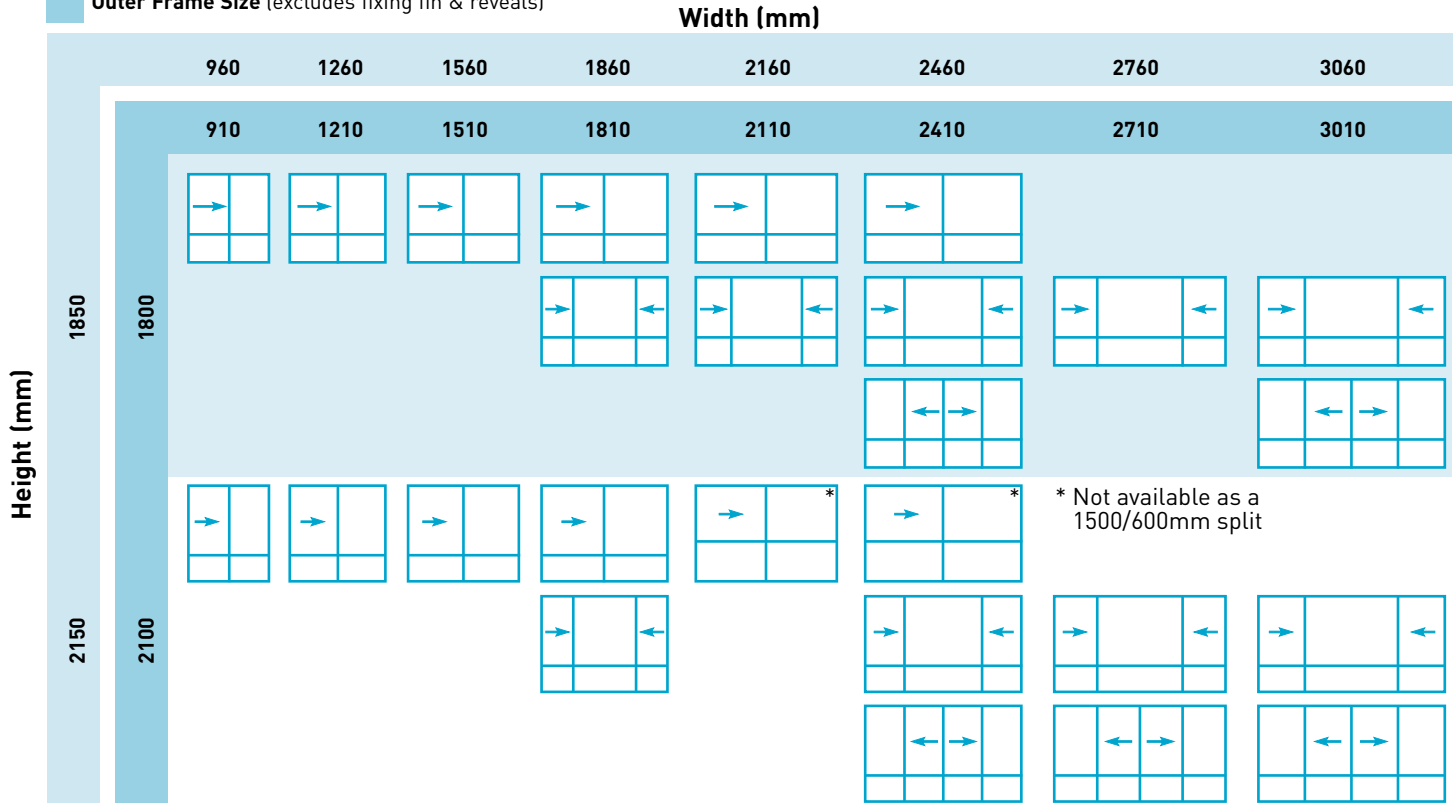 Outer Frame Size (excludes fixing fin & reveals)
Width (mm)
960 1260 1560 1860 2160 2460 2760 3060
910 1210 1510 1810 2110 2410 2710 3010
Height (mm)
1850 1800
* *
* Not available as a
1500/600mm split
2150 2100